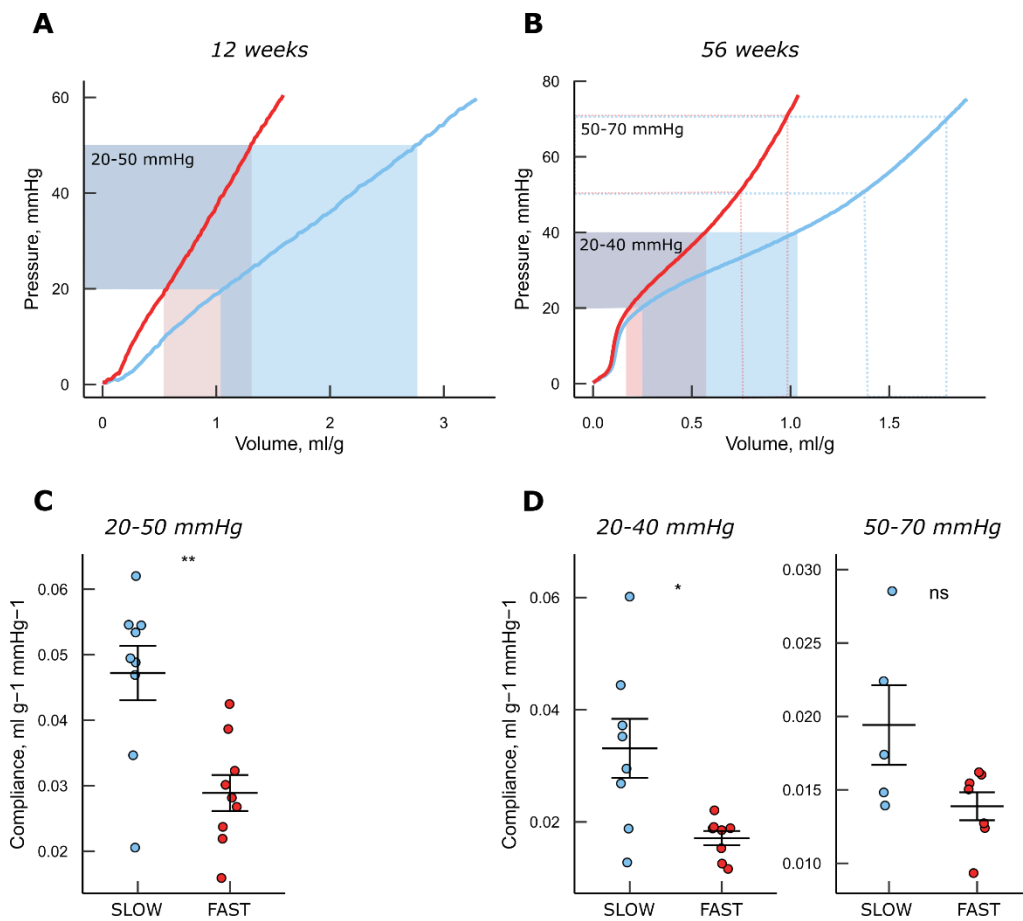 A
12 weeks
Pressure, mmHg
60
40
20
0
20-50 mmHg
0
1
2
3
Volume, ml/g
B
56 weeks
Pressure, mmHg
80
60
40
20
0
50-70 mmHg
20-40 mmHg
0.0
0.5
1.0
1.5
Volume, ml/g
C
20-50 mmHg
Compliance, ml g−1 mmHg−1
0.06
0.05
0.04
0.03
0.02
**
SLOW
FAST
D
20-40 mmHg
Compliance, ml g−1 mmHg−1
0.06
0.04
0.02
*
SLOW
FAST
50-70 mmHg
0.030
0.025
0.020
0.015
0.010
ns
SLOW
FAST